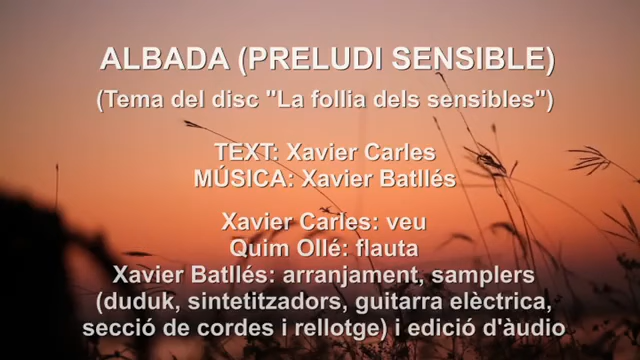 ALBADA (PRELUDI SENSIBLE)
(Tema del disc "La follia dels sensibles")
TEXT: Xavier Carles
MÚSICA: Xavier Batllés
Xavier Carles: veu
Quim Ollé: flauta
Xavier Batllés: arranjament, samplers
(duduk, sintetitzadors, guitarra elèctrica,
secció de cordes i rellotge) i edició d'àudio